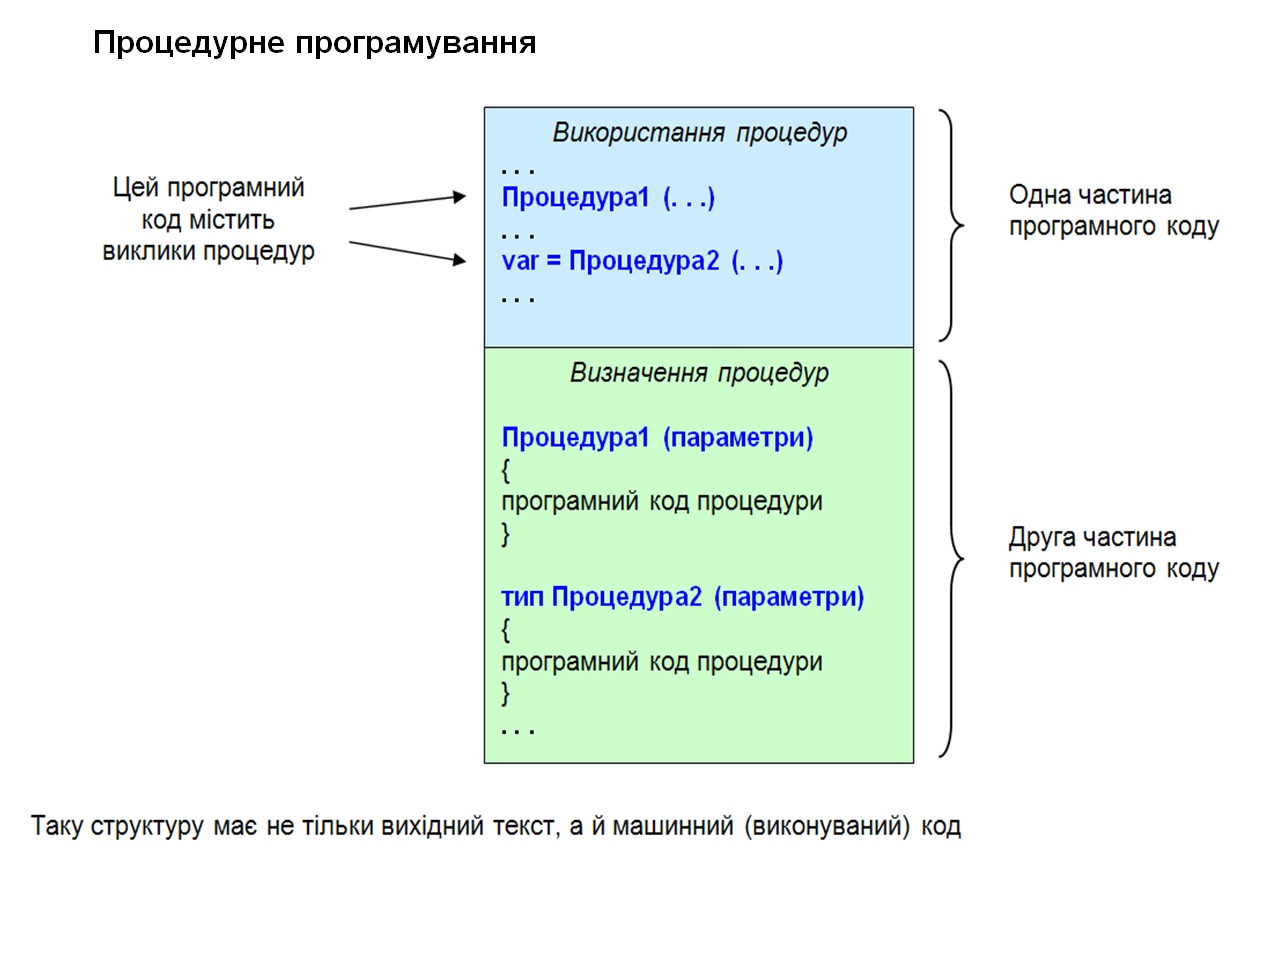 Процедурне програмування
Використання процедур
. . .
Процедура1 (. . .)
. . .
var = Процедура2 (. . .)
. . .
Цей програмний
код містить
виклики процедур
Одна частина
програмного коду
Визначення процедур
Процедура1 (параметри)
{
програмний код процедури
}
тип Процедура2 (параметри)
{
програмний код процедури
}
. . .
Друга частина
програмного коду
Таку структуру має не тільки вихідний текст, а й машинний (виконуваний) код